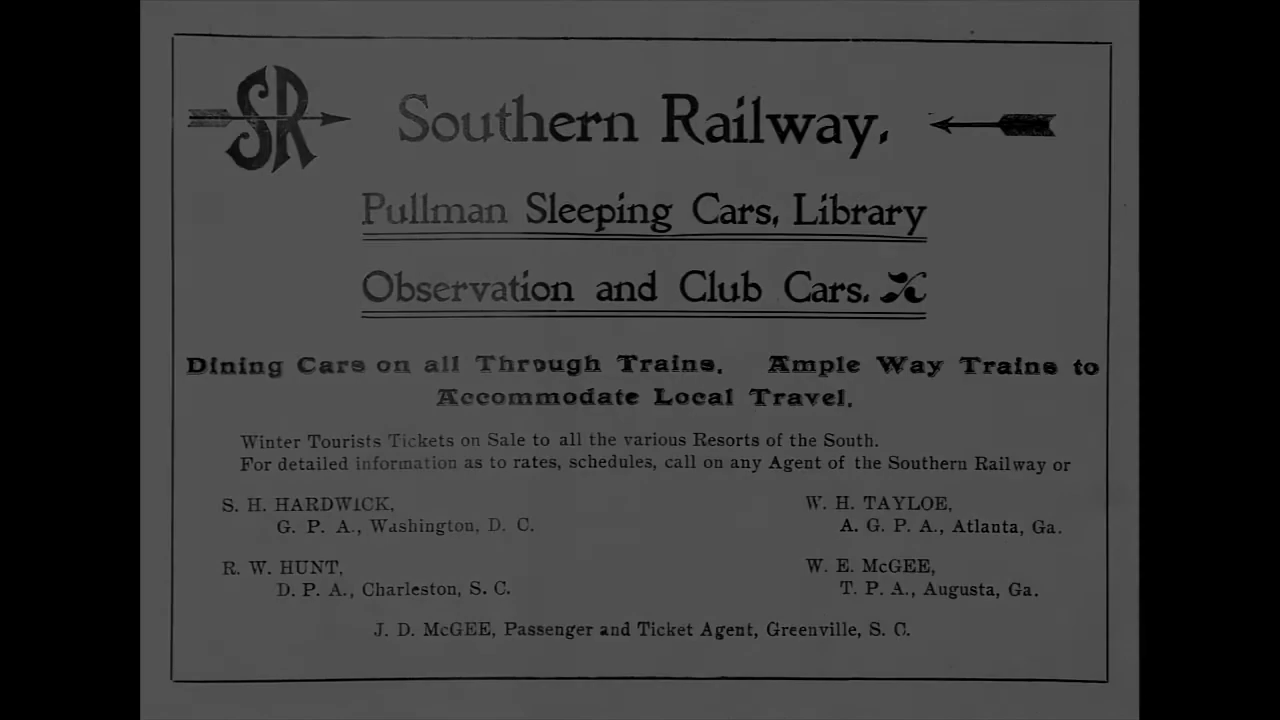 SR Southern Railway.
Pullman Sleeping Cars, Library
Observation and Club Cars.
Dining Cars on all Through Trains. Ample Way Trains to
Accommodate Local Travel.
Winter Tourists Tickets on Sale to all the various Resorts of the South.
For detailed information as to rates, schedules, call on any Agent of the Southern Railway or
S. H. HARDWICK,
G. P. A., Washington, D. C.
W. H. TAYLOE,
A. G. P. A., Atlanta, Ga.
R. W. HUNT,
D. P. A., Charleston, S. C.
W. E. McGEE,
T. P. A., Augusta, Ga.
J. D. McGEE, Passenger and Ticket Agent, Greenville, S. C.